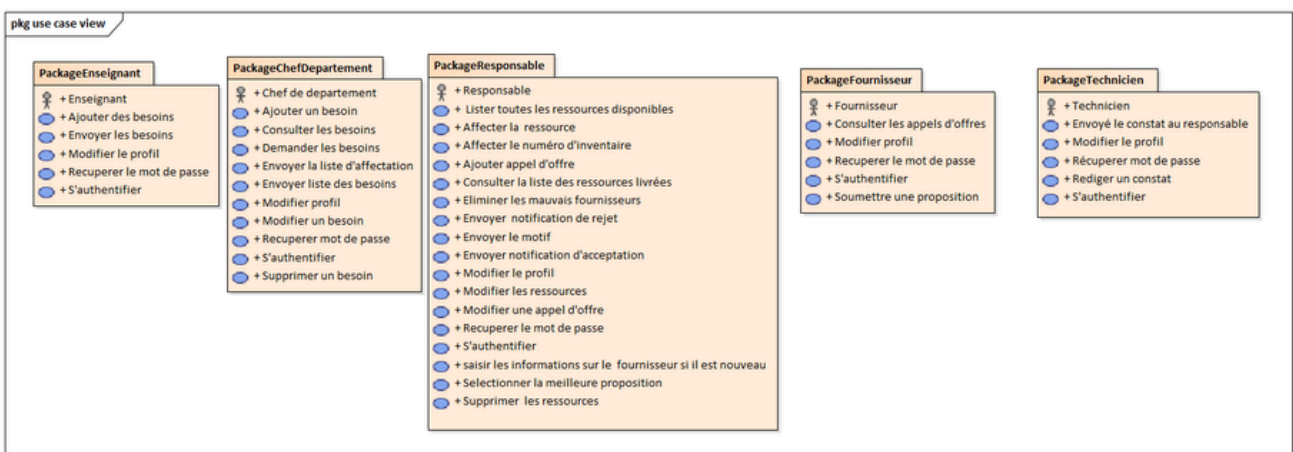 pkg use case view
PackageEnseignant
+ Enseignant
+ Ajouter des besoins
+ Envoyer les besoins
+ Modifier le profil
+ Recuperer le mot de passe
+ S'authentifier
PackageChefDepartement
+ Chef de departement
+ Ajouter un besoin
+ Consulter les besoins
+ Demander les besoins
+ Envoyer la liste d'affectation
+ Envoyer liste des besoins
+ Modifier profil
+ Modifier un besoin
+ Recuperer mot de passe
+ S'authentifier
+ Supprimer un besoin
PackageResponsable
+ Responsable
+ Lister toutes les ressources disponibles
+ Affecter la ressource
+ Affecter le numéro d'inventaire
+ Ajouter appel d'offre
+ Consulter la liste des ressources livrées
+ Eliminer les mauvais fournisseurs
+ Envoyer notification de rejet
+ Envoyer le motif
+ Envoyer notification d'acceptation
+ Modifier le profil
+ Modifier les ressources
+ Modifier une appel d'offre
+ Recuperer le mot de passe
+ S'authentifier
+ saisir les informations sur le fournisseur si il est nouveau
+ Selectionner la meilleure proposition
+ Supprimer les ressources
PackageFournisseur
+ Fournisseur
+ Consulter les appels d'offres
+ Modifier profil
+ Recuperer le mot de passe
+ S'authentifier
+ Soumettre une proposition
PackageTechnicien
+ Technicien
+ Envoyé le constat au responsable
+ Modifier le profil
+ Récuperer mot de passe
+ Rediger un constat
+ S'authentifier